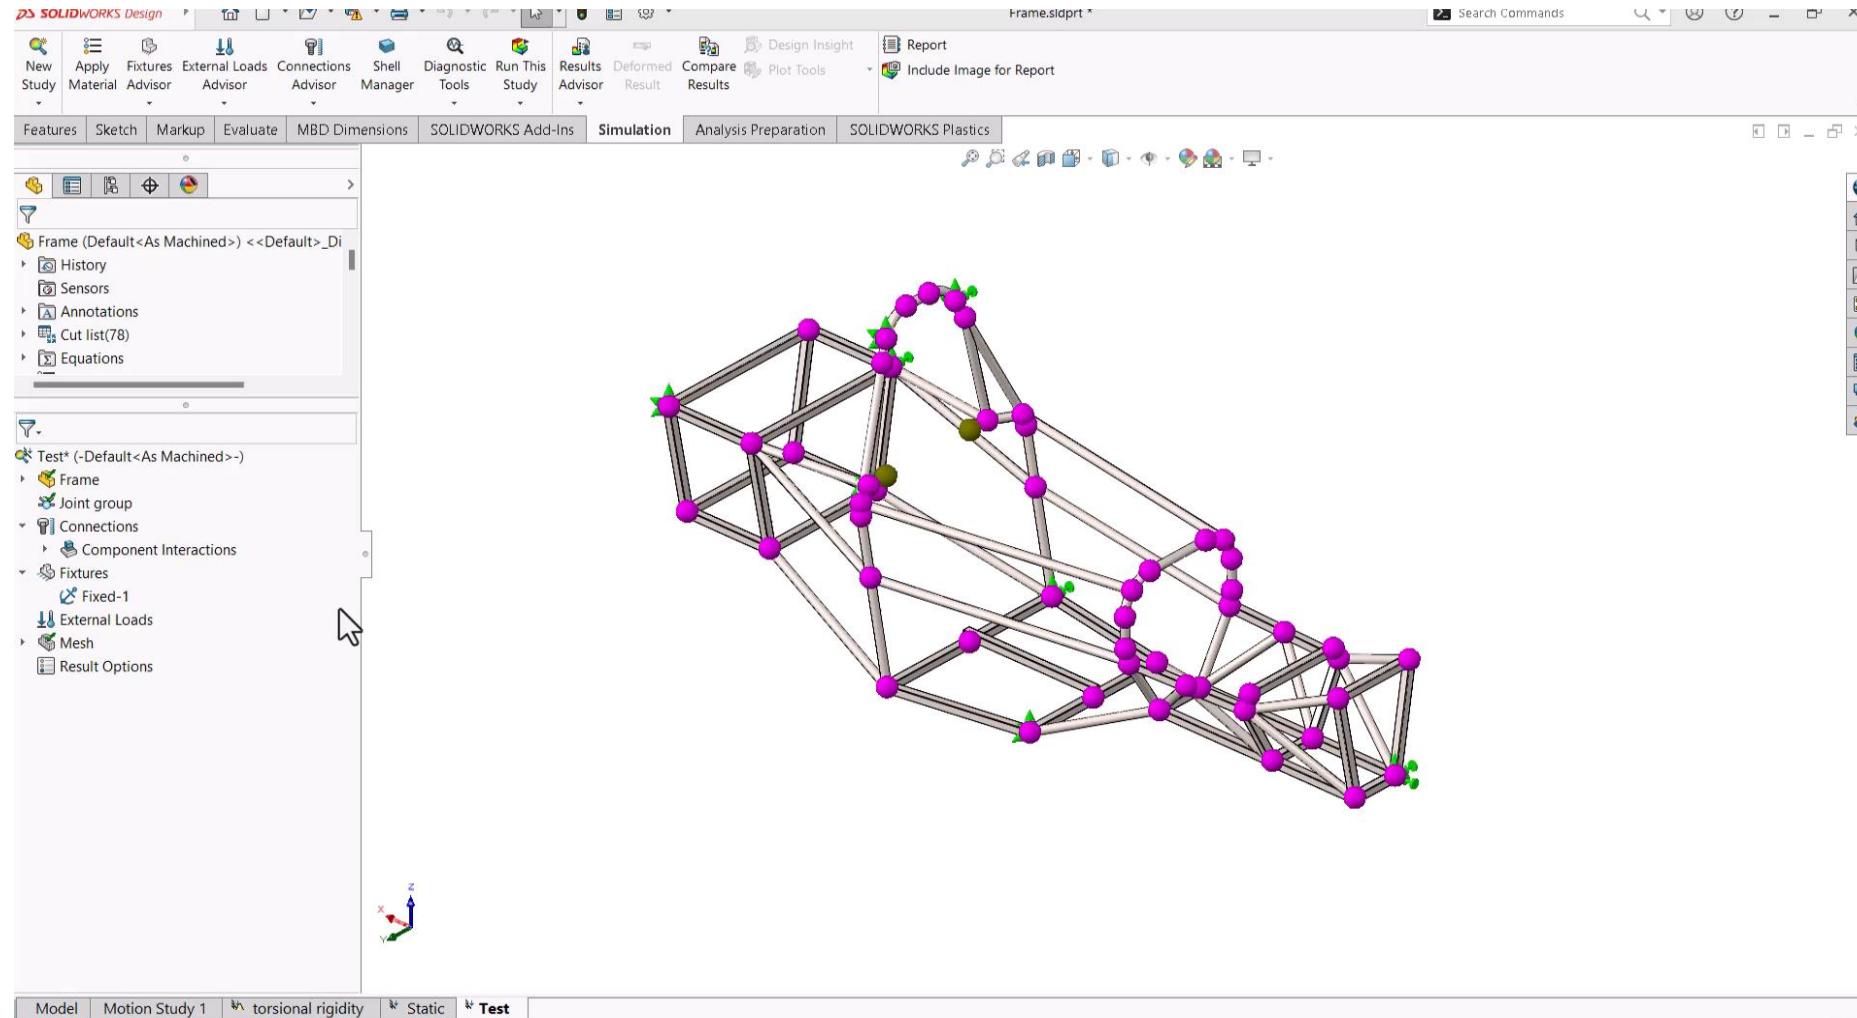 SOLIDWORKS Design
Frame.sldprt *
Search Commands
New Study
Apply Material
Fixtures Advisor
External Loads Advisor
Connections Advisor
Shell Manager
Diagnostic Tools
Run This Study
Results Advisor
Deformed Result
Compare Results
Design Insight
Plot Tools
Report
Include Image for Report
Features
Sketch
Markup
Evaluate
MBD Dimensions
SOLIDWORKS Add-Ins
Simulation
Analysis Preparation
SOLIDWORKS Plastics
Frame (Default<As Machined>) <<Default>_Di
History
Sensors
Annotations
Cut list(78)
Equations
Test* (-Default<As Machined>-)
Frame
Joint group
Connections
Component Interactions
Fixtures
Fixed-1
External Loads
Mesh
Result Options
Z
X
Y
Model
Motion Study 1
torsional rigidity
Static
Test